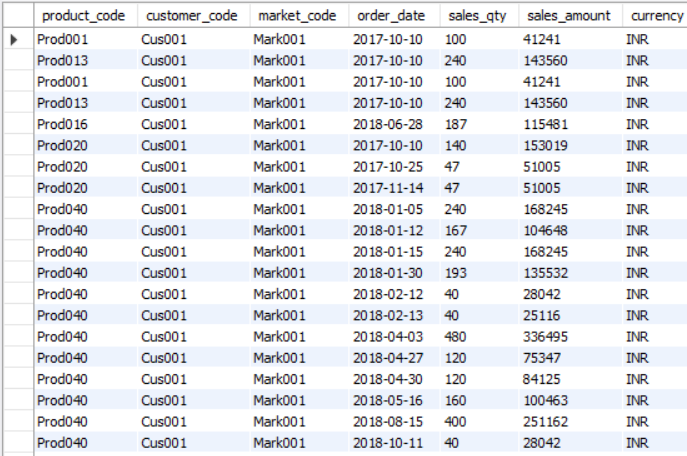 product_code customer_code market_code order_date sales_qty sales_amount currency
Prod001 Cus001 Mark001 2017-10-10 100 41241 INR
Prod013 Cus001 Mark001 2017-10-10 240 143560 INR
Prod001 Cus001 Mark001 2017-10-10 100 41241 INR
Prod013 Cus001 Mark001 2017-10-10 240 143560 INR
Prod016 Cus001 Mark001 2018-06-28 187 115481 INR
Prod020 Cus001 Mark001 2017-10-10 140 153019 INR
Prod020 Cus001 Mark001 2017-10-25 47 51005 INR
Prod020 Cus001 Mark001 2017-11-14 47 51005 INR
Prod040 Cus001 Mark001 2018-01-05 240 168245 INR
Prod040 Cus001 Mark001 2018-01-12 167 104648 INR
Prod040 Cus001 Mark001 2018-01-15 240 168245 INR
Prod040 Cus001 Mark001 2018-01-30 193 135532 INR
Prod040 Cus001 Mark001 2018-02-12 40 28042 INR
Prod040 Cus001 Mark001 2018-02-13 40 25116 INR
Prod040 Cus001 Mark001 2018-04-03 480 336495 INR
Prod040 Cus001 Mark001 2018-04-27 120 75347 INR
Prod040 Cus001 Mark001 2018-04-30 120 84125 INR
Prod040 Cus001 Mark001 2018-05-16 160 100463 INR
Prod040 Cus001 Mark001 2018-08-15 400 251162 INR
Prod040 Cus001 Mark001 2018-10-11 40 28042 INR